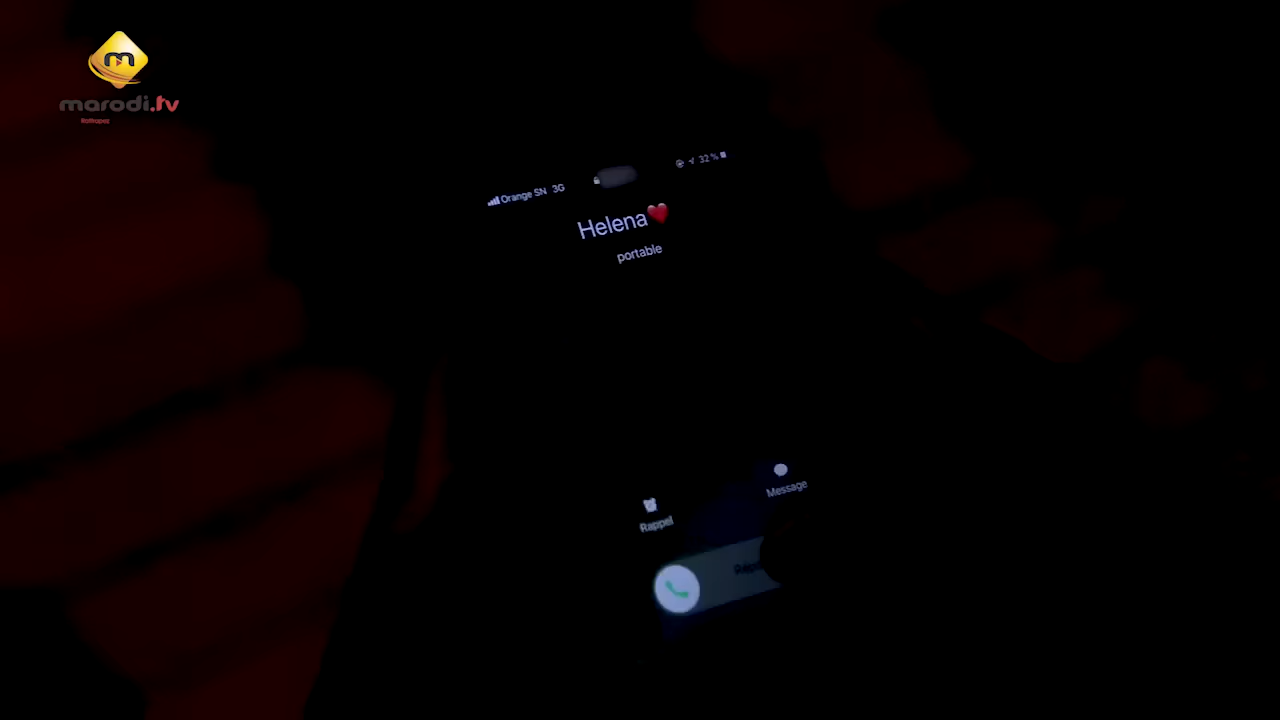 marodi.tv
Orange SN 3G
32 %
Helena❤️
portable
Rappel
Message